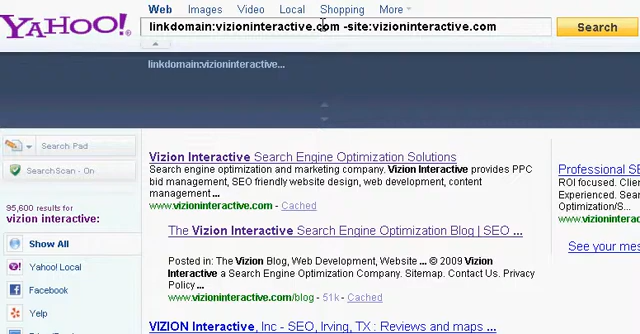 Web Images Video Local Shopping More
YAHOO!
linkdomain:vizioninteractive.com -site:vizioninteractive.com
Search
linkdomain:vizioninteractive...
Search Pad
SearchScan - On
95,600 results for
vizion interactive:
Show All
Yahoo! Local
Facebook
Yelp
Vizion Interactive Search Engine Optimization Solutions
Search engine optimization and marketing company. Vizion Interactive provides PPC
bid management, SEO friendly website design, web development, content
management ...
www.vizioninteractive.com - Cached
The Vizion Interactive Search Engine Optimization Blog | SEO ...
Posted in: The Vizion Blog, Web Development, Website ... © 2009 Vizion
Interactive a Search Engine Optimization Company. Sitemap. Contact Us. Privacy
Policy ...
www.vizioninteractive.com/blog - 51k - Cached
VIZION Interactive, Inc - SEO, Irving, TX : Reviews and maps ...
Professional SE
ROI focused. Clien
Experienced. Sear
Optimization/S...
www.vizioninterac
See your mes